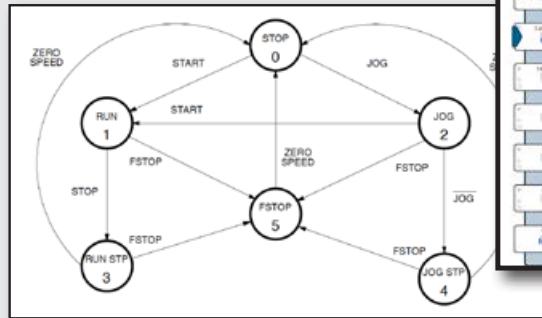 STOP
0
ZERO
SPEED
START
JOG
RUN
1
START
JOG
2
FSTOP
ZERO
SPEED
FSTOP
STOP
FSTOP
5
JOG
FSTOP
FSTOP
RUN STP
3
JOG STP
4